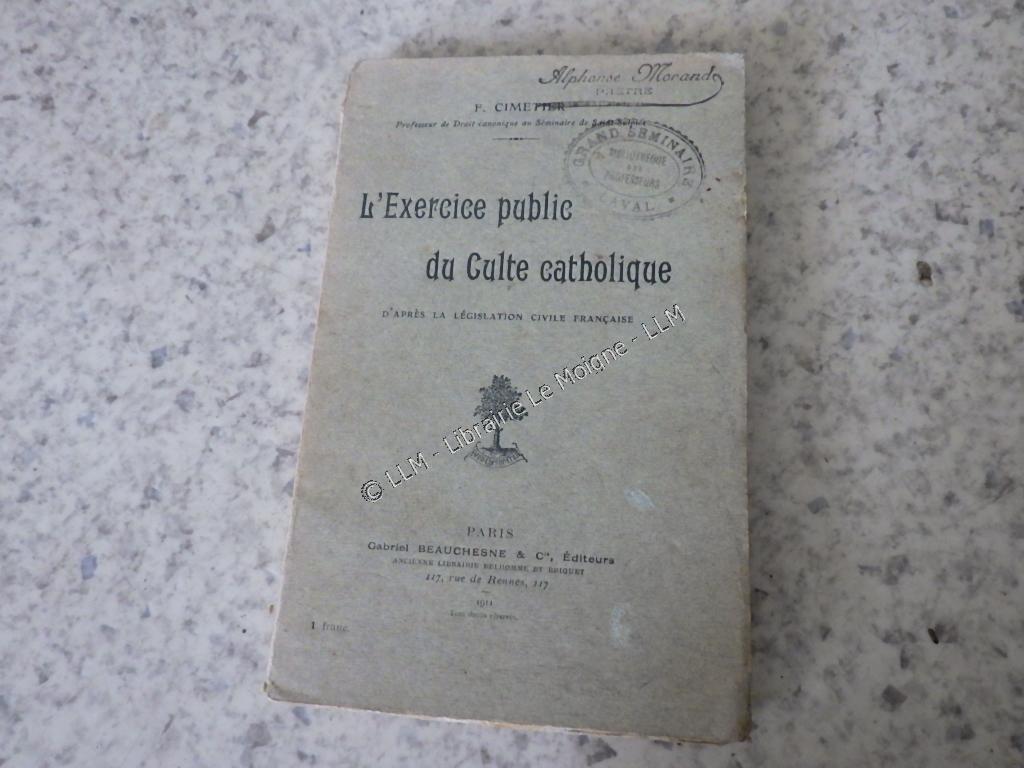 Alphonse Morand
PRÊTRE
F. CIMETIER
Professeur de Droit canonique au Séminaire de
GRAND SEMINAIRE
BIBLIOTHEQUE
DES
PROFESSEURS
LAVAL
L'Exercice public
du Culte catholique
D'APRÈS LA LÉGISLATION CIVILE FRANÇAISE
© LLM - Librairie Le Moigne - LLM
PARIS
Gabriel BEAUCHESNE & Cie, Éditeurs
ANCIENNE LIBRAIRIE DELHOMME ET BRIGUET
117, rue de Rennes, 117
1911
Tous droits réservés.
1 franc.